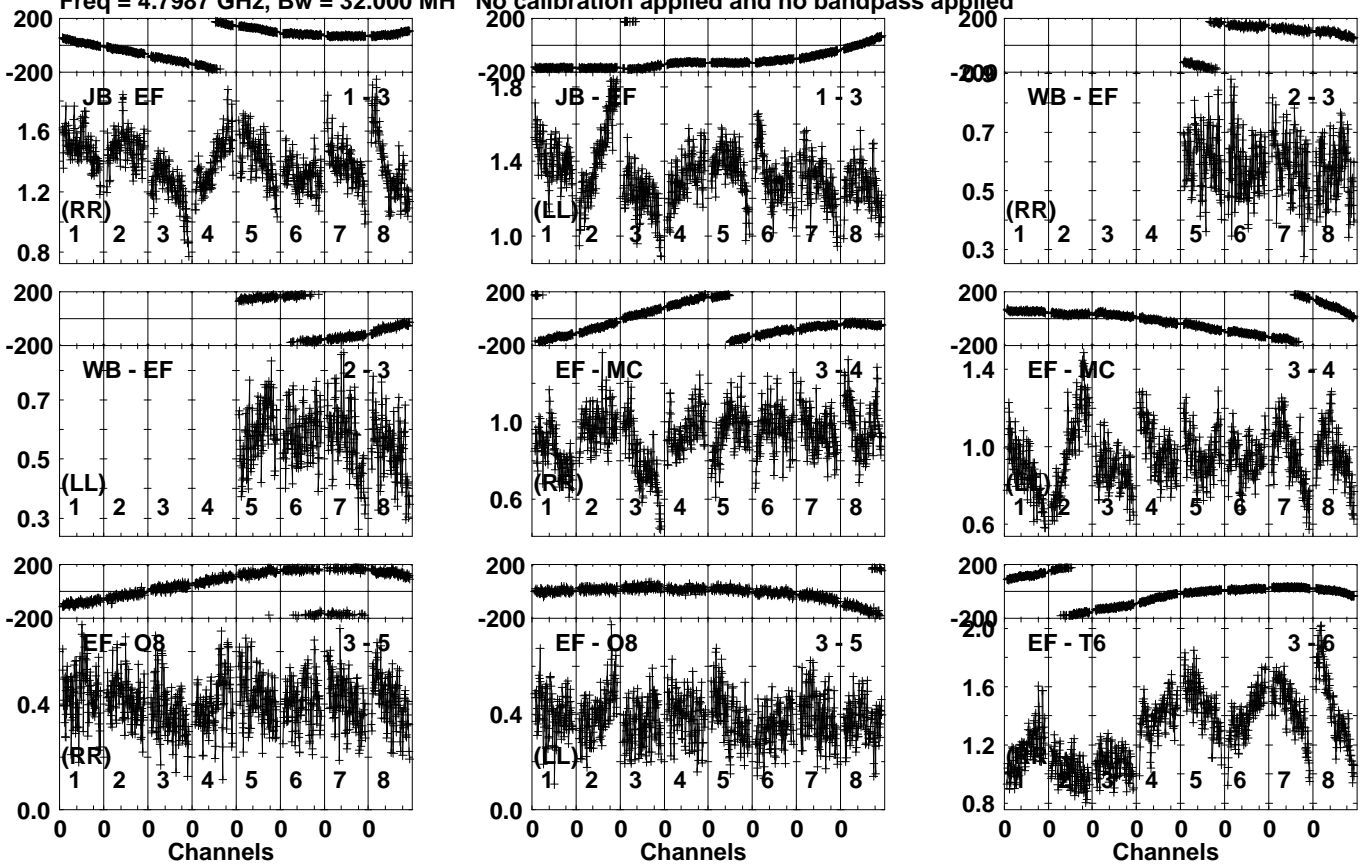 Freq = 4.7987 GHz, Bw = 32.000 MH No calibration applied and no bandpass applied
200 200 200
-200 -200 -200
JB - EF 1 - 3 JB - EF 1 - 3 WB - EF 2 - 3
1.8 0.9
1.6 0.7
1.4
1.2 0.5
(RR) (LL) (RR)
1 2 3 4 5 6 7 8 1 2 3 4 5 6 7 8 1 2 3 4 5 6 7 8
0.8 1.0 0.3
200 200 200
-200 -200 -200
WB - EF 2 - 3 EF - MC 3 - 4 EF - MC 3 - 4
1.4
0.7 1.0 1.0
0.5
(LL) (RR)
0.6
1 2 3 4 5 6 7 8 1 2 3 4 5 6 7 8 1 2 3 4 5 6 7 8
0.3 0.6
200 200 200
-200 -200 -200
2.0
EF - O8 3 - 5 EF - O8 3 - 5 EF - T6 3 - 6
1.6
0.4 0.4
1.2
(RR) (LL)
1 2 3 4 5 6 7 8 1 2 3 4 5 6 7 8 1 2 3 4 5 6 7 8
0.0 0.0 0.8
0 0 0 0 0 0 0 0 0 0 0 0 0 0 0 0 0 0 0 0 0 0 0 0
Channels Channels Channels